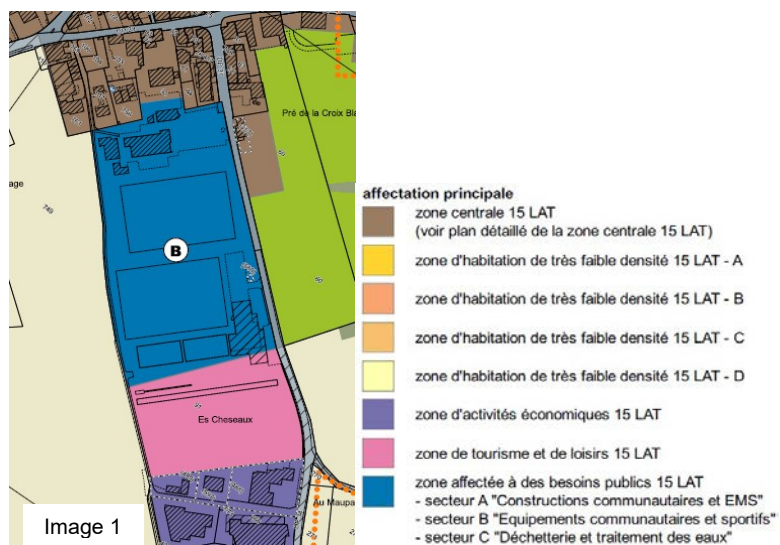 Pré de la Croix Bla
age
B
Es Cheseaux
Au Maupa
Image 1
affectation principale
zone centrale 15 LAT
(voir plan détaillé de la zone centrale 15 LAT)
zone d'habitation de très faible densité 15 LAT - A
zone d'habitation de très faible densité 15 LAT - B
zone d'habitation de très faible densité 15 LAT - C
zone d'habitation de très faible densité 15 LAT - D
zone d'activités économiques 15 LAT
zone de tourisme et de loisirs 15 LAT
zone affectée à des besoins publics 15 LAT
- secteur A "Constructions communautaires et EMS"
- secteur B "Equipements communautaires et sportifs"
- secteur C "Déchetterie et traitement des eaux"